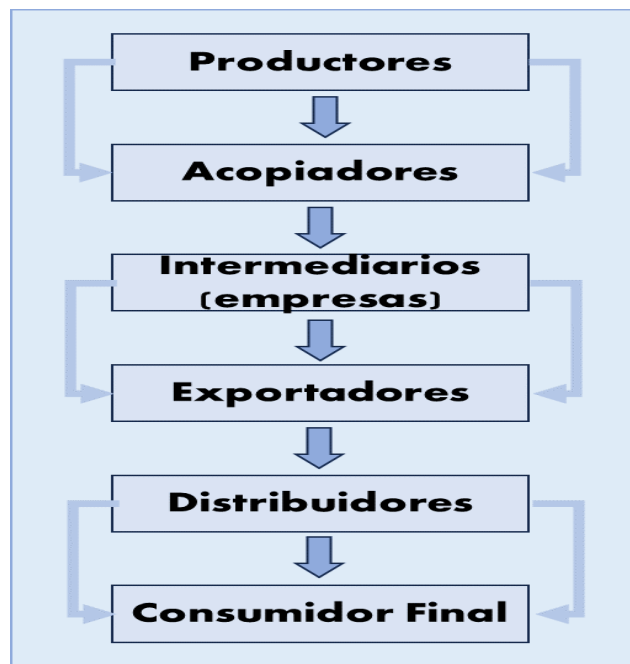 Productores
Acopiadores
Intermediarios
(empresas)
Exportadores
Distribuidores
Consumidor Final